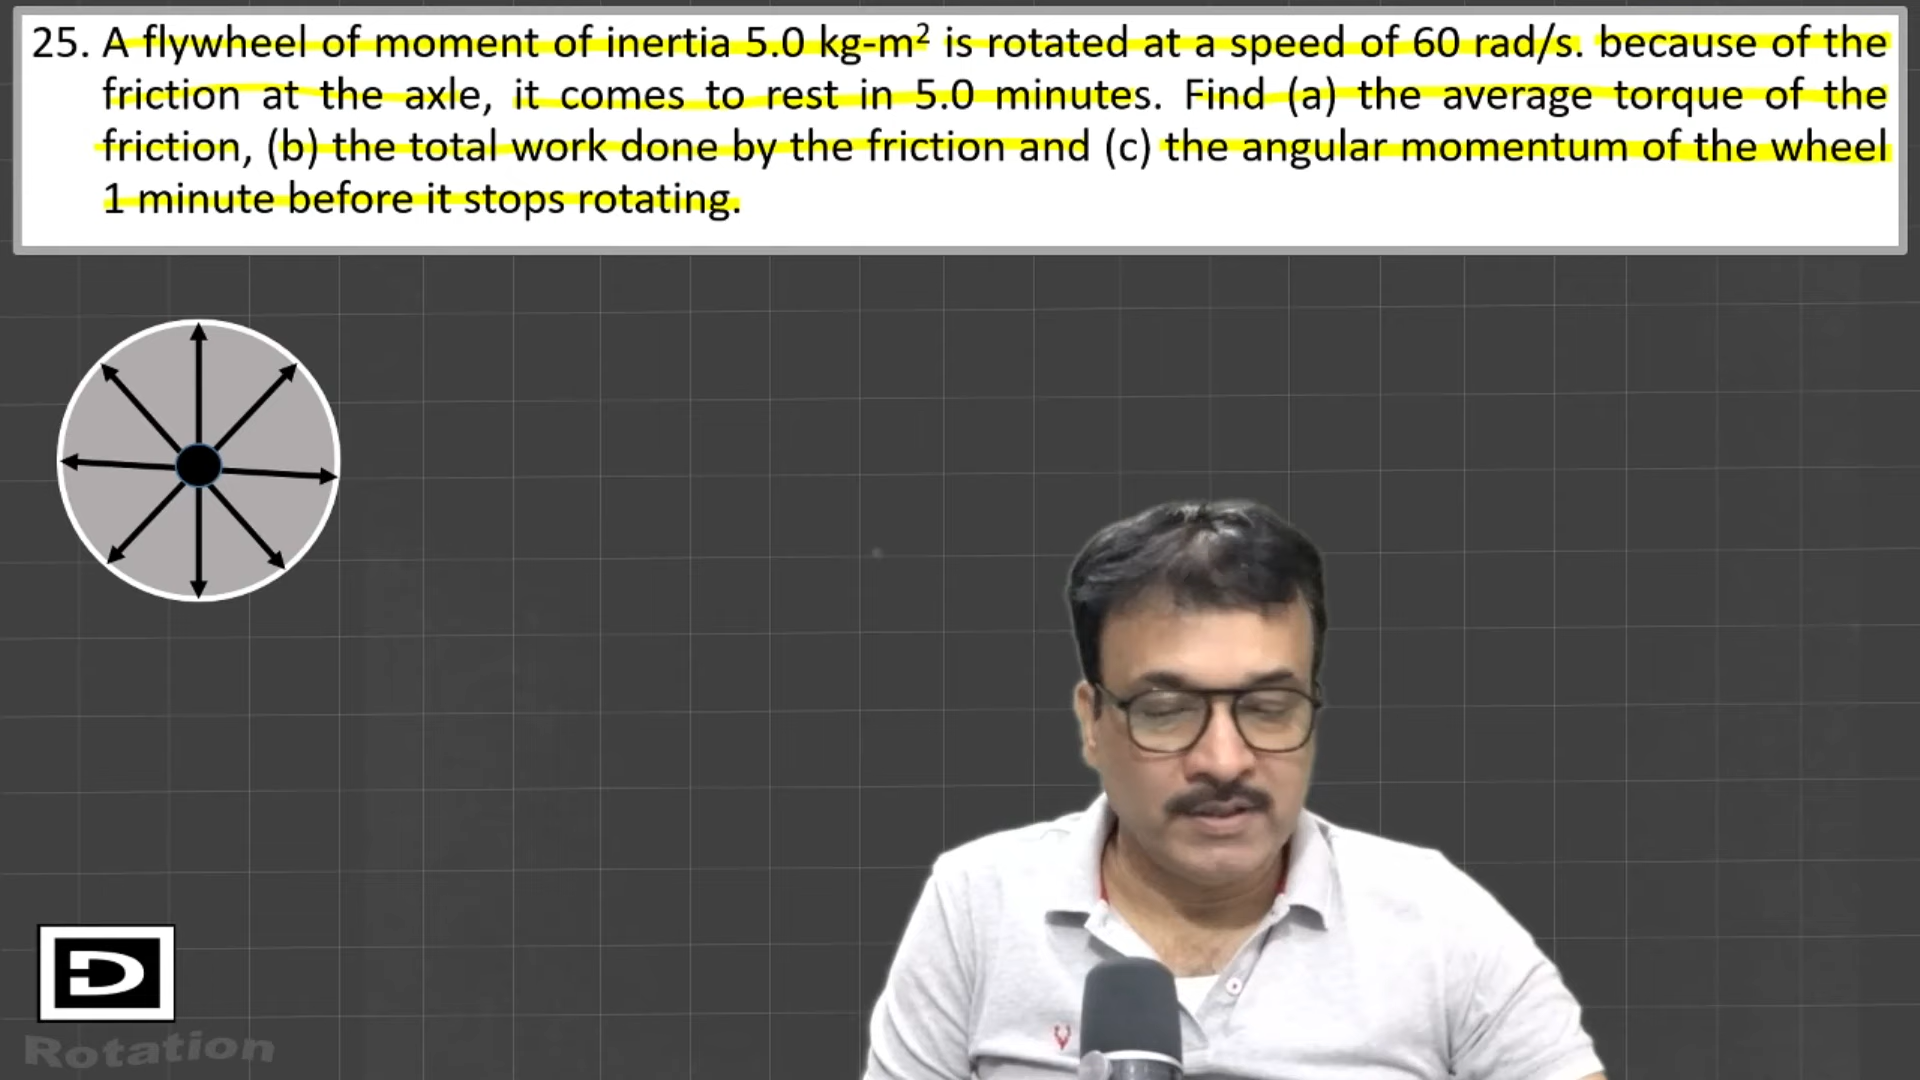 25. A flywheel of moment of inertia 5.0 kg-m² is rotated at a speed of 60 rad/s. because of the
friction at the axle, it comes to rest in 5.0 minutes. Find (a) the average torque of the
friction, (b) the total work done by the friction and (c) the angular momentum of the wheel
1 minute before it stops rotating.
D
Rotation